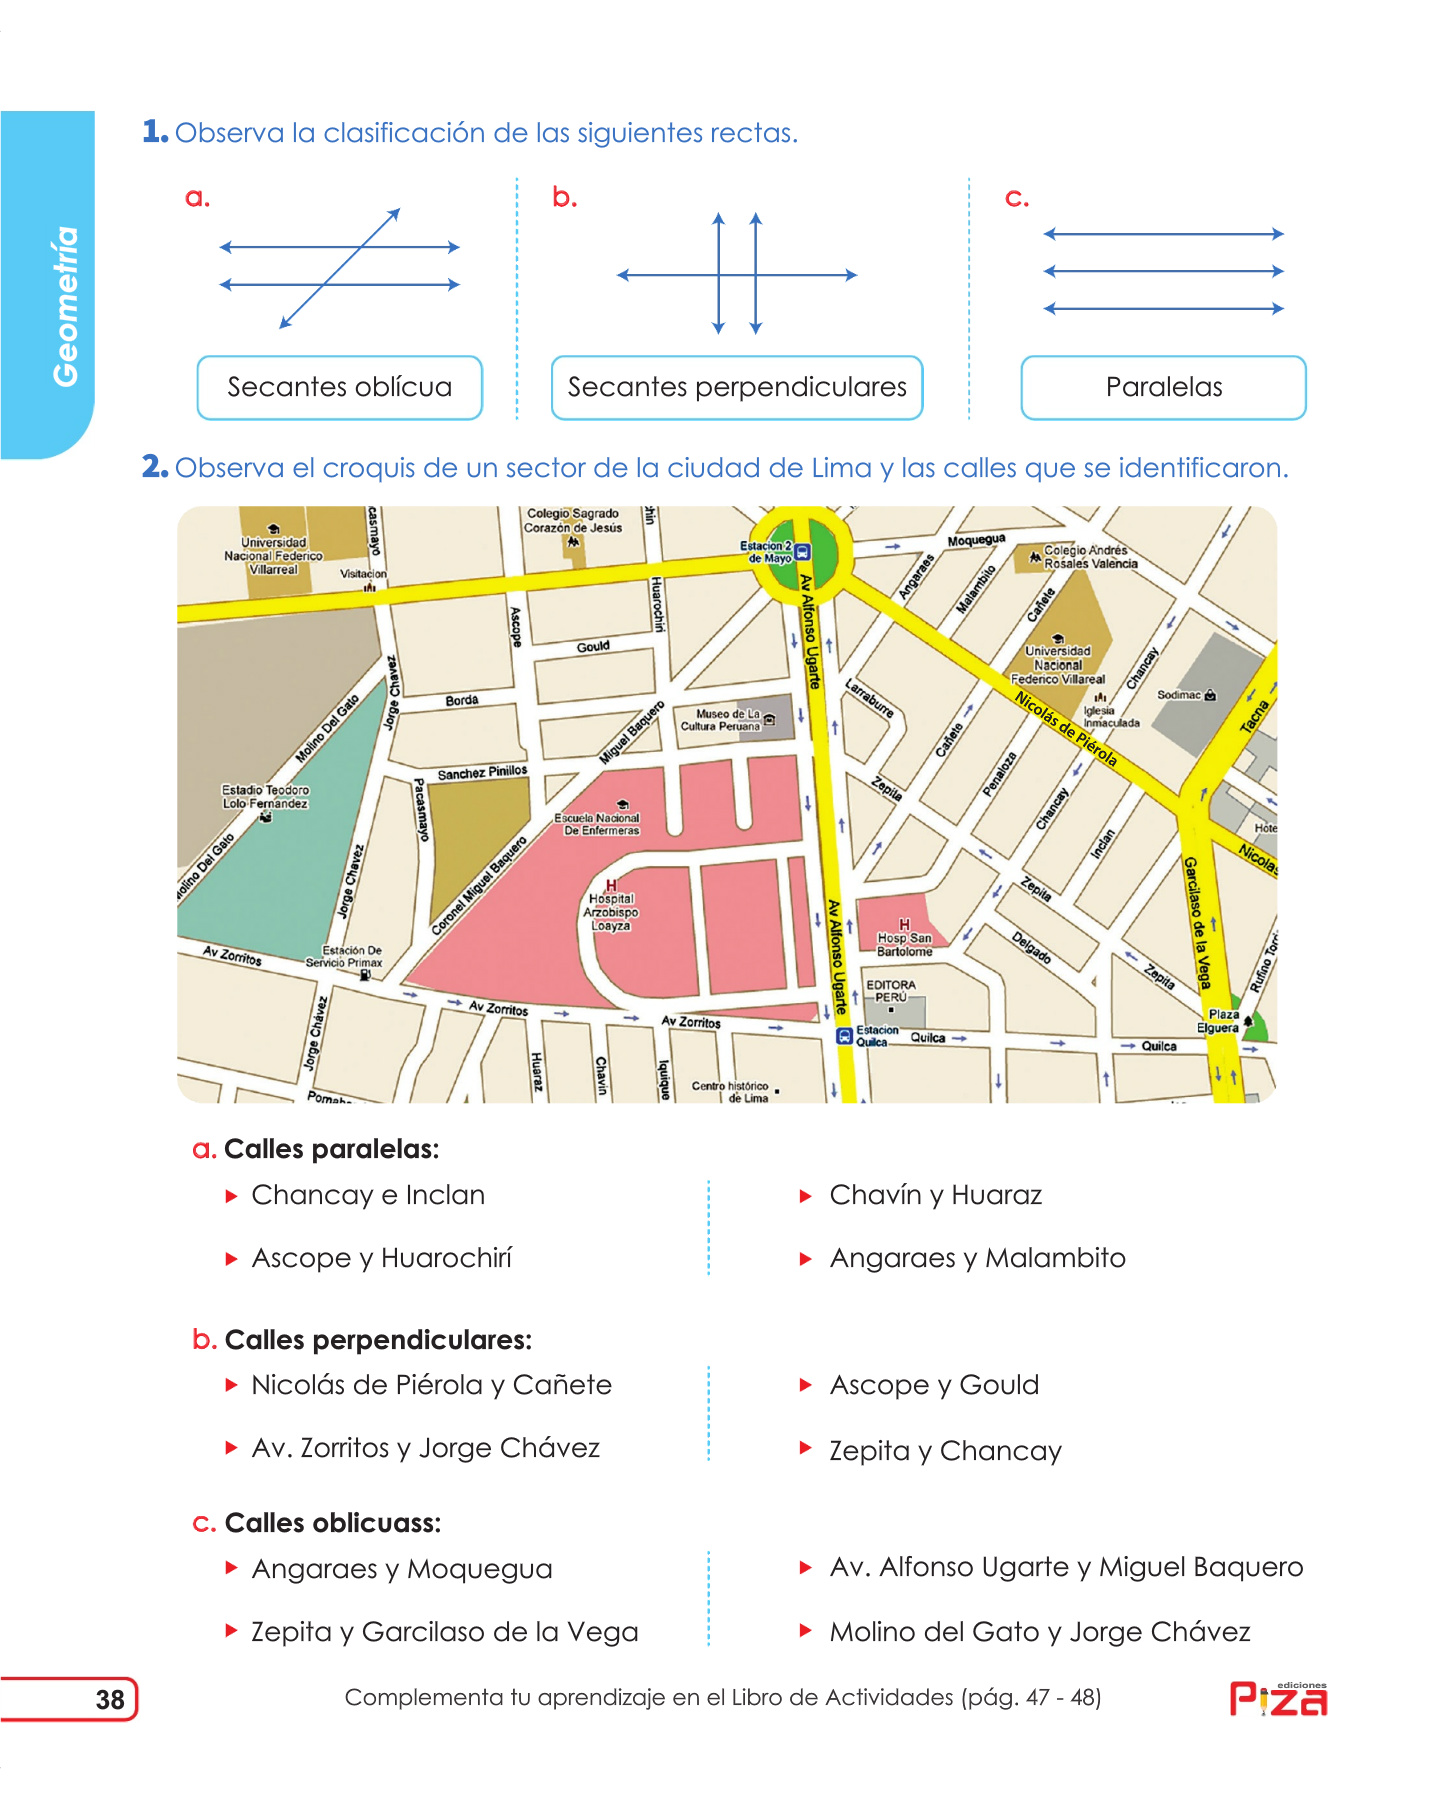 Geometría
1. Observa la clasificación de las siguientes rectas.
a.
b.
c.
Secantes oblícua
Secantes perpendiculares
Paralelas
2. Observa el croquis de un sector de la ciudad de Lima y las calles que se identificaron.
Universidad
Nacional Federico
Villarreal
casmayo
Visitacion
Colegio Sagrado
Corazón de Jesús
hin
Estacion 2
de Mayo
Moquegua
Colegio Andrés
Rosales Valencia
Angaraes
Malambito
Cañete
Ascope
Huarochiri
Gould
Av Alfonso Ugarte
Universidad
Nacional
Federico Villarreal
Chancay
Sodimac
Iglesia
Inmaculada
Tacna
Jorge Chavez
Borda
Molino Del Gato
Larraburre
Museo de La
Cultura Peruana
Miguel Baquero
Nicolás de Piérola
Cañete
Penaloza
Sanchez Pinillos
Zepita
Chancay
Estadio Teodoro
Lolo Fernandez
Pacasmayo
Escuela Nacional
De Enfermeras
Inclan
Hote
Nicolas
Molino Del Gato
Jorge Chavez
Coronel Miguel Baquero
Hospital
Arzobispo
Loayza
Zepita
Garcilaso de la Vega
Av Alfonso Ugarte
Hosp San
Bartolome
Delgado
Av Zorritos
Estación De
Servicio Primax
Zepita
Rufino Torr
EDITORA
PERÚ
Av Zorritos
Av Zorritos
Plaza
Elguera
Jorge Chávez
Estacion
Quilca
Quilca
Quilca
Huaraz
Chavin
Iquique
Centro histórico
de Lima
Pomaba
a. Calles paralelas:
Chancay e Inclan
Chavín y Huaraz
Ascope y Huarochirí
Angaraes y Malambito
b. Calles perpendiculares:
Nicolás de Piérola y Cañete
Ascope y Gould
Av. Zorritos y Jorge Chávez
Zepita y Chancay
c. Calles oblicuass:
Angaraes y Moquegua
Av. Alfonso Ugarte y Miguel Baquero
Zepita y Garcilaso de la Vega
Molino del Gato y Jorge Chávez
38
Complementa tu aprendizaje en el Libro de Actividades (pág. 47 - 48)
ediciones
Piza